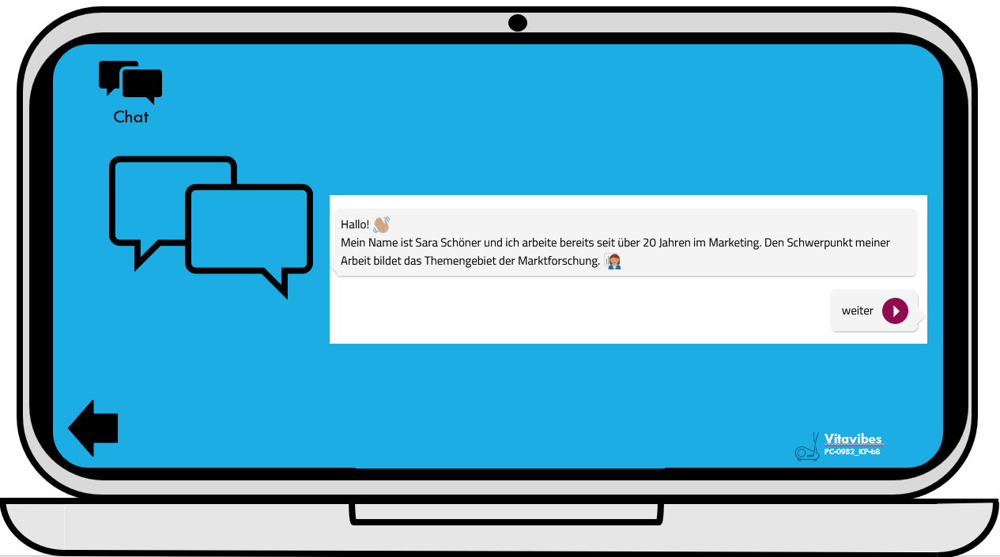 Chat
Hallo! 👋🏼
Mein Name ist Sara Schöner und ich arbeite bereits seit über 20 Jahren im Marketing. Den Schwerpunkt meiner
Arbeit bildet das Themengebiet der Marktforschung. 👩🏼‍💼
weiter
Vitavibes
PC-0982_KP-bB